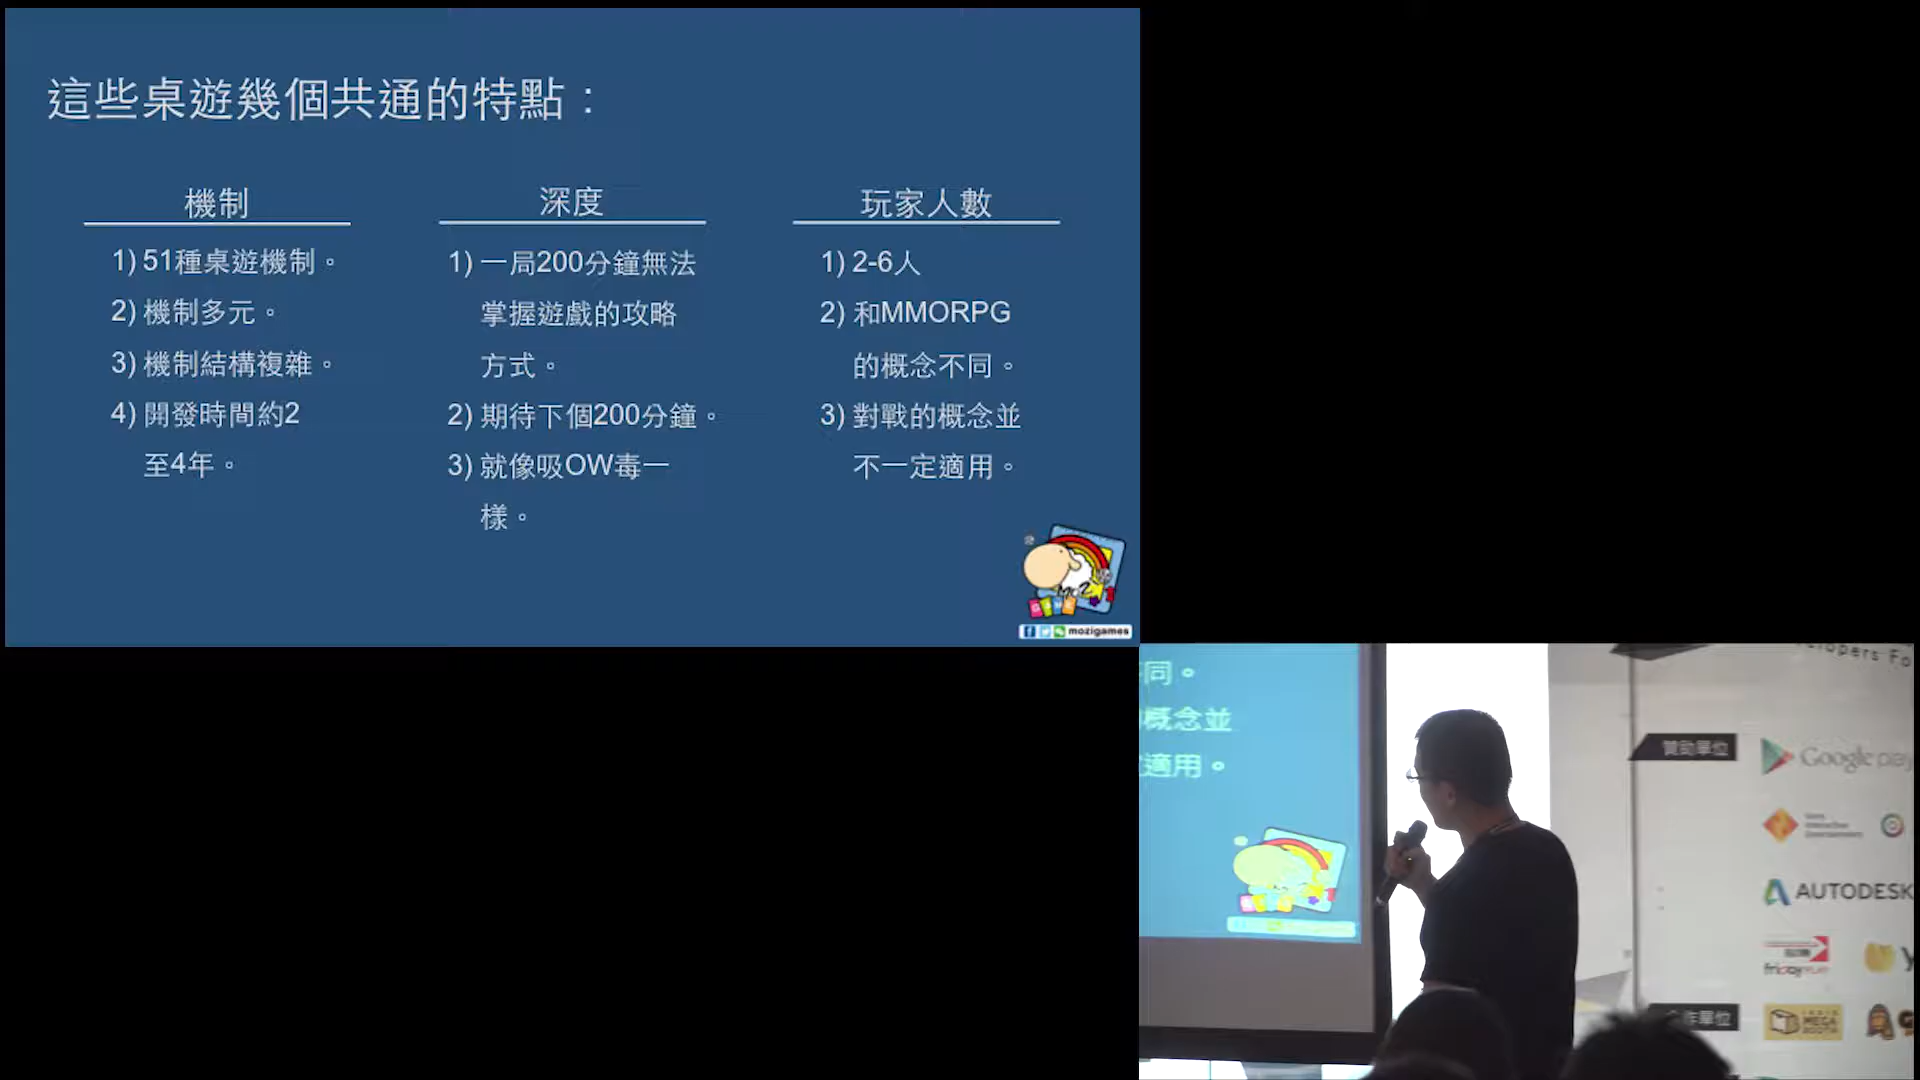 這些桌遊幾個共通的特點：
機制
1) 51種桌遊機制。
2) 機制多元。
3) 機制結構複雜。
4) 開發時間約2
至4年。
深度
1) 一局200分鐘無法
掌握遊戲的攻略
方式。
2) 期待下個200分鐘。
3) 就像吸OW毒一
樣。
玩家人數
1) 2-6人
2) 和MMORPG
的概念不同。
3) 對戰的概念並
不一定適用。
mozigames
同。
概念並
適用。
贊助單位
Google play
AUTODESK
合作單位
MEGA
BOOTH